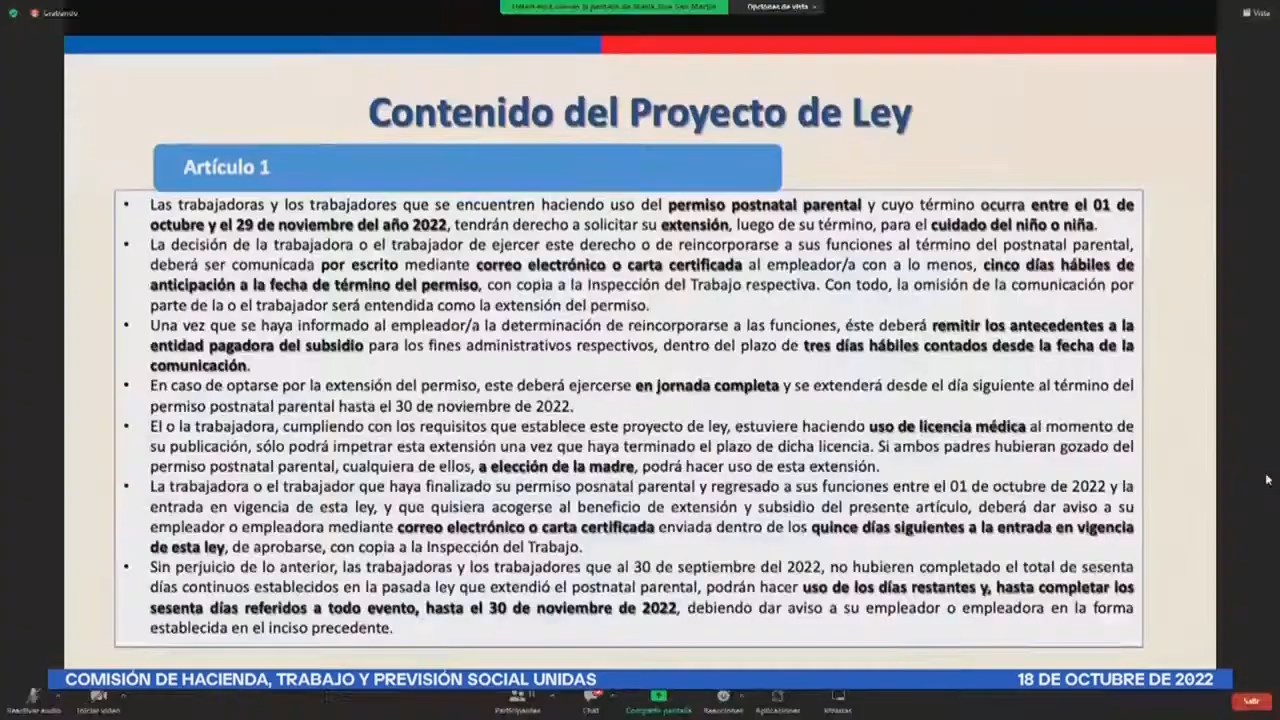 Grabando
Opciones de vista
Vista
Contenido del Proyecto de Ley
Artículo 1
• Las trabajadoras y los trabajadores que se encuentren haciendo uso del permiso postnatal parental y cuyo término ocurra entre el 01 de
octubre y el 29 de noviembre del año 2022, tendrán derecho a solicitar su extensión, luego de su término, para el cuidado del niño o niña.
• La decisión de la trabajadora o el trabajador de ejercer este derecho o de reincorporarse a sus funciones al término del postnatal parental,
deberá ser comunicada por escrito mediante correo electrónico o carta certificada al empleador/a con a lo menos, cinco días hábiles de
anticipación a la fecha de término del permiso, con copia a la Inspección del Trabajo respectiva. Con todo, la omisión de la comunicación por
parte de la o el trabajador será entendida como la extensión del permiso.
• Una vez que se haya informado al empleador/a la determinación de reincorporarse a las funciones, éste deberá remitir los antecedentes a la
entidad pagadora del subsidio para los fines administrativos respectivos, dentro del plazo de tres días hábiles contados desde la fecha de la
comunicación.
• En caso de optarse por la extensión del permiso, este deberá ejercerse en jornada completa y se extenderá desde el día siguiente al término del
permiso postnatal parental hasta el 30 de noviembre de 2022.
• El o la trabajadora, cumpliendo con los requisitos que establece este proyecto de ley, estuviere haciendo uso de licencia médica al momento de
su publicación, sólo podrá impetrar esta extensión una vez que haya terminado el plazo de dicha licencia. Si ambos padres hubieran gozado del
permiso postnatal parental, cualquiera de ellos, a elección de la madre, podrá hacer uso de esta extensión.
• La trabajadora o el trabajador que haya finalizado su permiso posnatal parental y regresado a sus funciones entre el 01 de octubre de 2022 y la
entrada en vigencia de esta ley, y que quisiera acogerse al beneficio de extensión y subsidio del presente artículo, deberá dar aviso a su
empleador o empleadora mediante correo electrónico o carta certificada enviada dentro de los quince días siguientes a la entrada en vigencia
de esta ley, de aprobarse, con copia a la Inspección del Trabajo.
• Sin perjuicio de lo anterior, las trabajadoras y los trabajadores que al 30 de septiembre del 2022, no hubieren completado el total de sesenta
días continuos establecidos en la pasada ley que extendió el postnatal parental, podrán hacer uso de los días restantes y, hasta completar los
sesenta días referidos a todo evento, hasta el 30 de noviembre de 2022, debiendo dar aviso a su empleador o empleadora en la forma
establecida en el inciso precedente.
COMISIÓN DE HACIENDA, TRABAJO Y PREVISIÓN SOCIAL UNIDAS
18 DE OCTUBRE DE 2022
Reactivar audio
Iniciar video
Participantes
11
Chat
Compartir pantalla
Reacciones
Aplicaciones
Salir